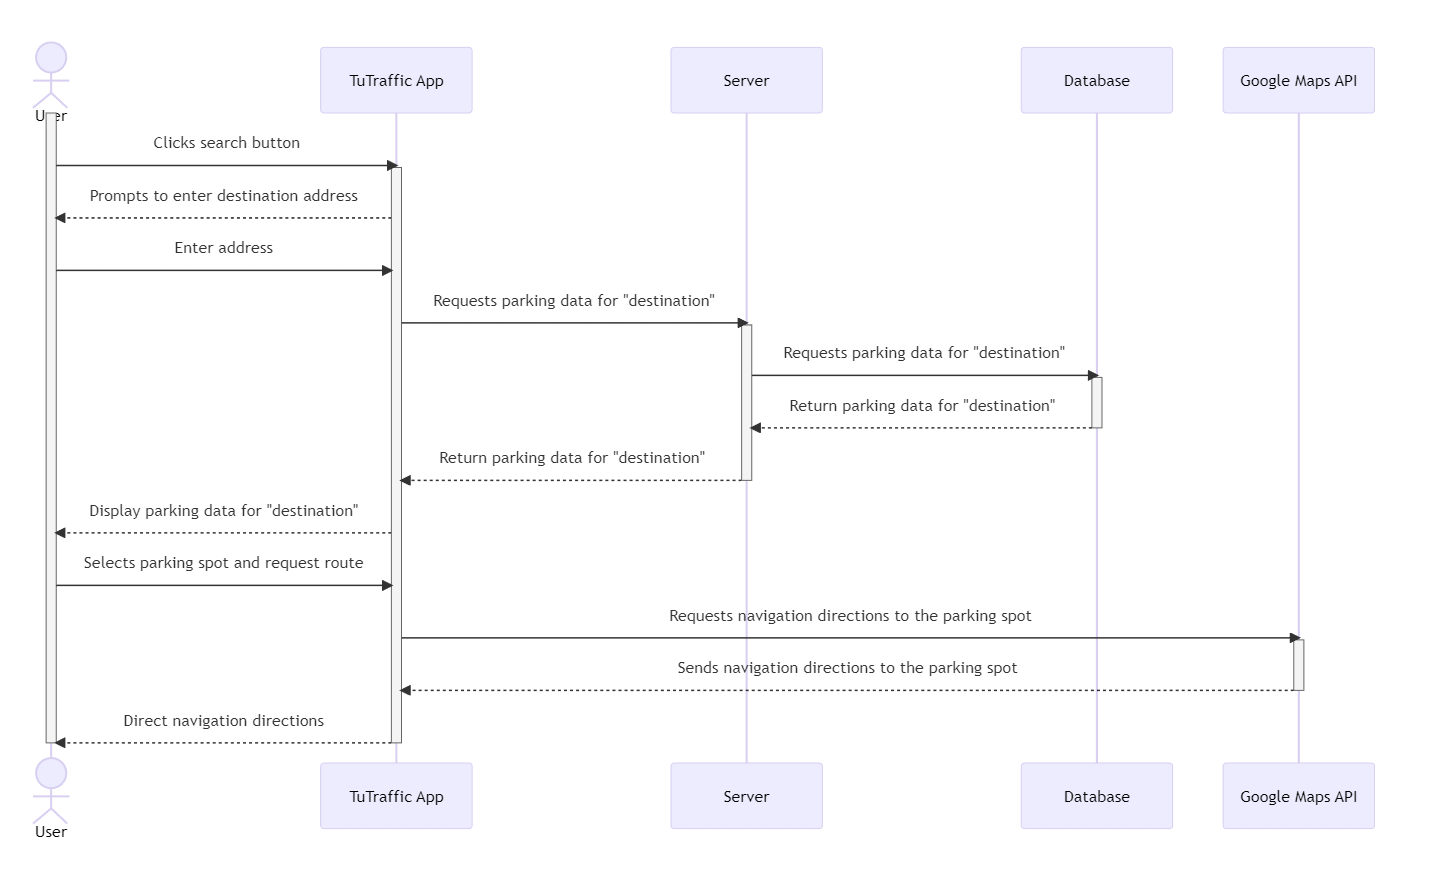 User
TuTraffic App
Server
Database
Google Maps API
Clicks search button
Prompts to enter destination address
Enter address
Requests parking data for "destination"
Requests parking data for "destination"
Return parking data for "destination"
Return parking data for "destination"
Display parking data for "destination"
Selects parking spot and request route
Requests navigation directions to the parking spot
Sends navigation directions to the parking spot
Direct navigation directions
User
TuTraffic App
Server
Database
Google Maps API